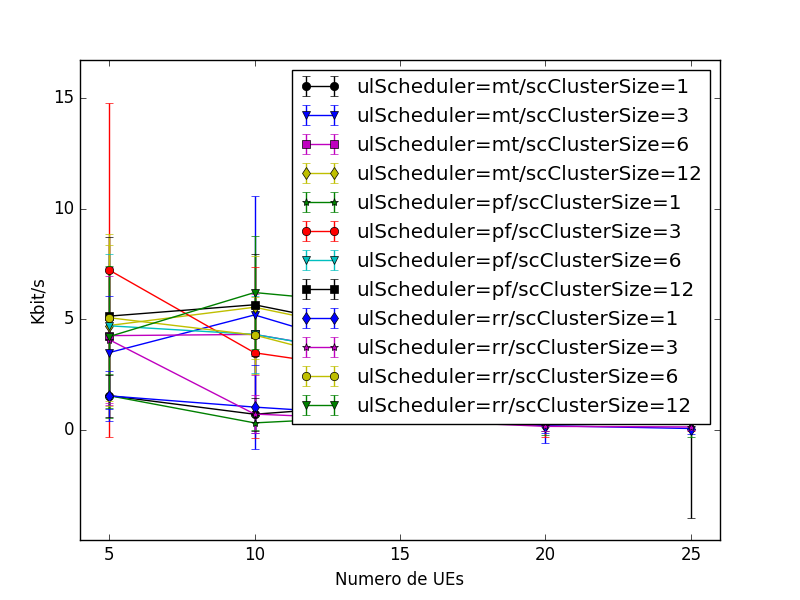 15
10
5
0
Kbit/s
ulScheduler=mt/scClusterSize=1
ulScheduler=mt/scClusterSize=3
ulScheduler=mt/scClusterSize=6
ulScheduler=mt/scClusterSize=12
ulScheduler=pf/scClusterSize=1
ulScheduler=pf/scClusterSize=3
ulScheduler=pf/scClusterSize=6
ulScheduler=pf/scClusterSize=12
ulScheduler=rr/scClusterSize=1
ulScheduler=rr/scClusterSize=3
ulScheduler=rr/scClusterSize=6
ulScheduler=rr/scClusterSize=12
5 10 15 20 25
Numero de UEs